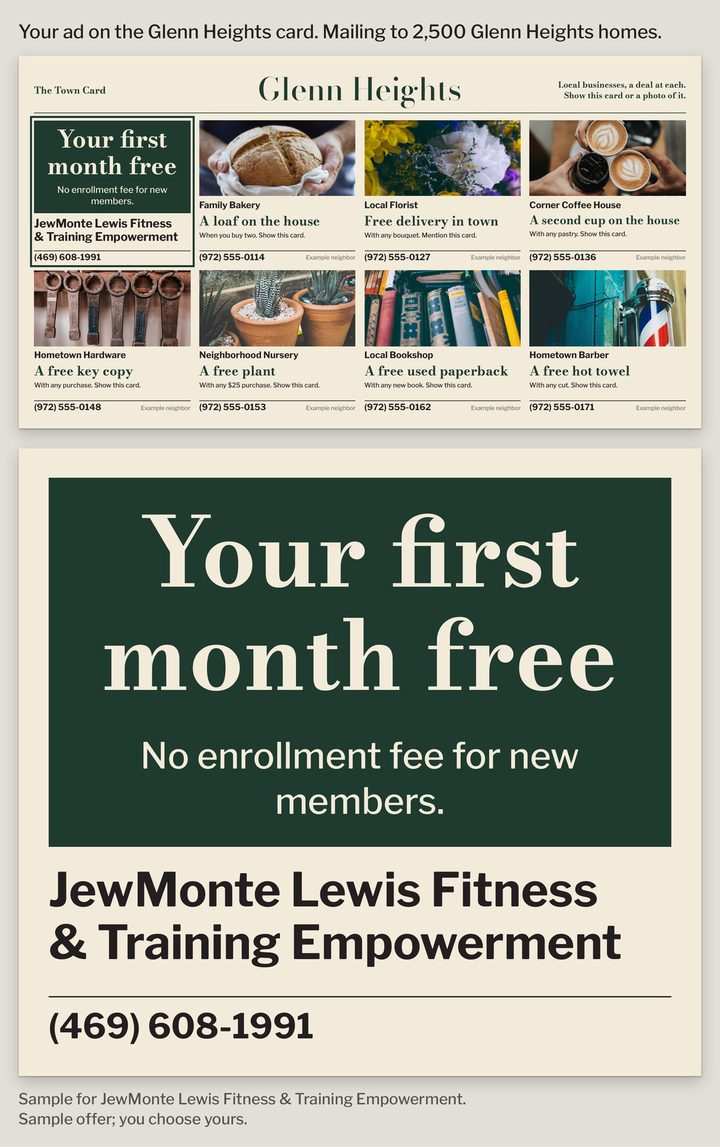 Your ad on the Glenn Heights card. Mailing to 2,500 Glenn Heights homes.
The Town Card
Glenn Heights
Local businesses, a deal at each.
Show this card or a photo of it.
Your first
month free
No enrollment fee for new
members.
JewMonte Lewis Fitness
& Training Empowerment
(469) 608-1991
Family Bakery
A loaf on the house
When you buy two. Show this card.
(972) 555-0114
Example neighbor
Local Florist
Free delivery in town
With any bouquet. Mention this card.
(972) 555-0127
Example neighbor
Corner Coffee House
A second cup on the house
With any pastry. Show this card.
(972) 555-0136
Example neighbor
Hometown Hardware
A free key copy
With any purchase. Show this card.
(972) 555-0148
Example neighbor
Neighborhood Nursery
A free plant
With any $25 purchase. Show this card.
(972) 555-0153
Example neighbor
Local Bookshop
A free used paperback
With any new book. Show this card.
(972) 555-0162
Example neighbor
Hometown Barber
A free hot towel
With any cut. Show this card.
(972) 555-0171
Example neighbor
Your first
month free
No enrollment fee for new
members.
JewMonte Lewis Fitness
& Training Empowerment
(469) 608-1991
Sample for JewMonte Lewis Fitness & Training Empowerment.
Sample offer; you choose yours.